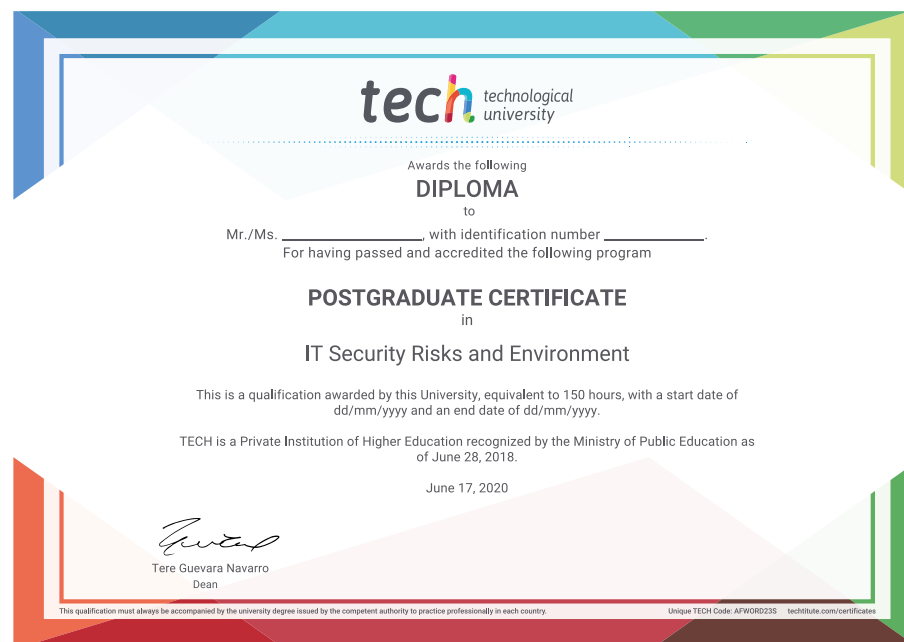 tech technological
university
Awards the following
DIPLOMA
to
Mr./Ms. ____________________, with identification number ______________.
For having passed and accredited the following program
POSTGRADUATE CERTIFICATE
in
IT Security Risks and Environment
This is a qualification awarded by this University, equivalent to 150 hours, with a start date of
dd/mm/yyyy and an end date of dd/mm/yyyy.
TECH is a Private Institution of Higher Education recognized by the Ministry of Public Education as
of June 28, 2018.
June 17, 2020
Tere Guevara Navarro
Dean
This qualification must always be accompanied by the university degree issued by the competent authority to practice professionally in each country. Unique TECH Code: AFWORD23S techtitute.com/certificates